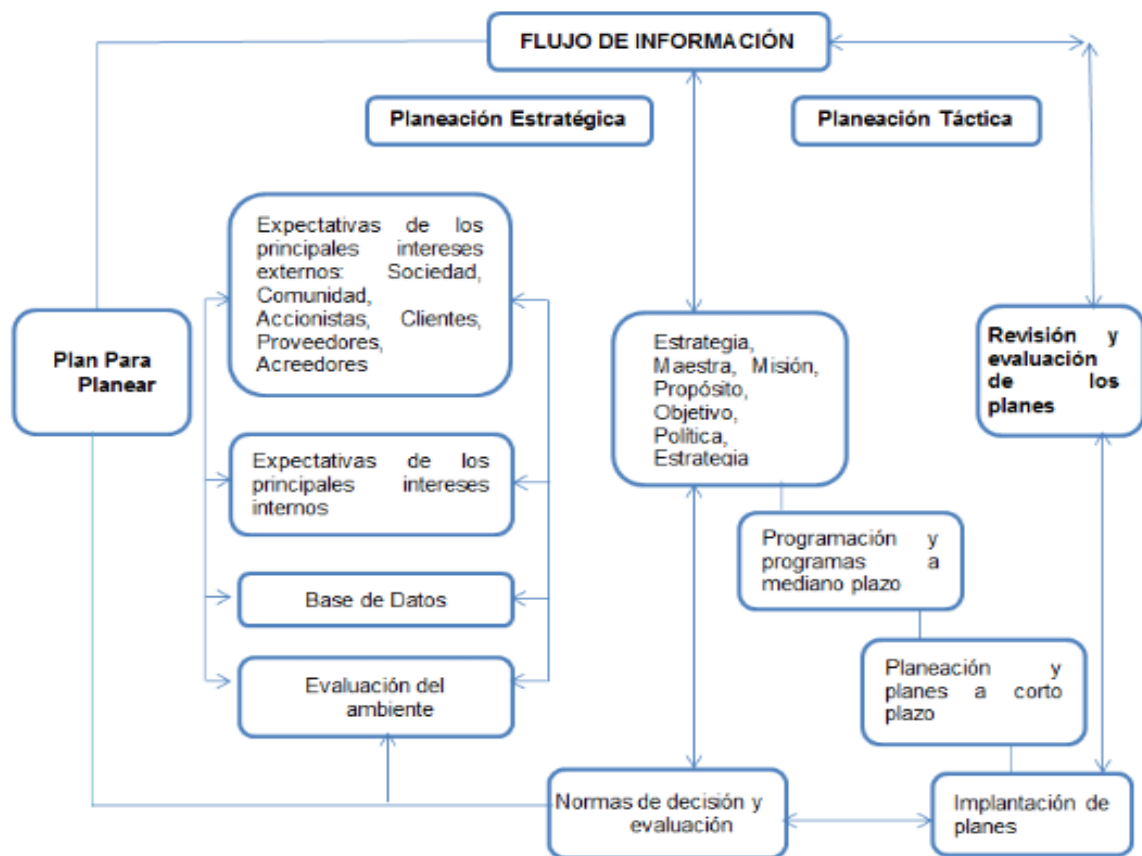 FLUJO DE INFORMACIÓN
Planeación Estratégica
Planeación Táctica
Expectativas de los
principales intereses
externos: Sociedad,
Comunidad,
Accionistas, Clientes,
Proveedores,
Acreedores
Plan Para
Planear
Estrategia,
Maestra, Misión,
Propósito,
Objetivo,
Política,
Estrategia
Revisión y
evaluación
de los
planes
Expectativas de los
principales intereses
internos
Programación y
programas a
mediano plazo
Base de Datos
Planeación y
planes a corto
plazo
Evaluación del
ambiente
Normas de decisión y
evaluación
Implantación de
planes